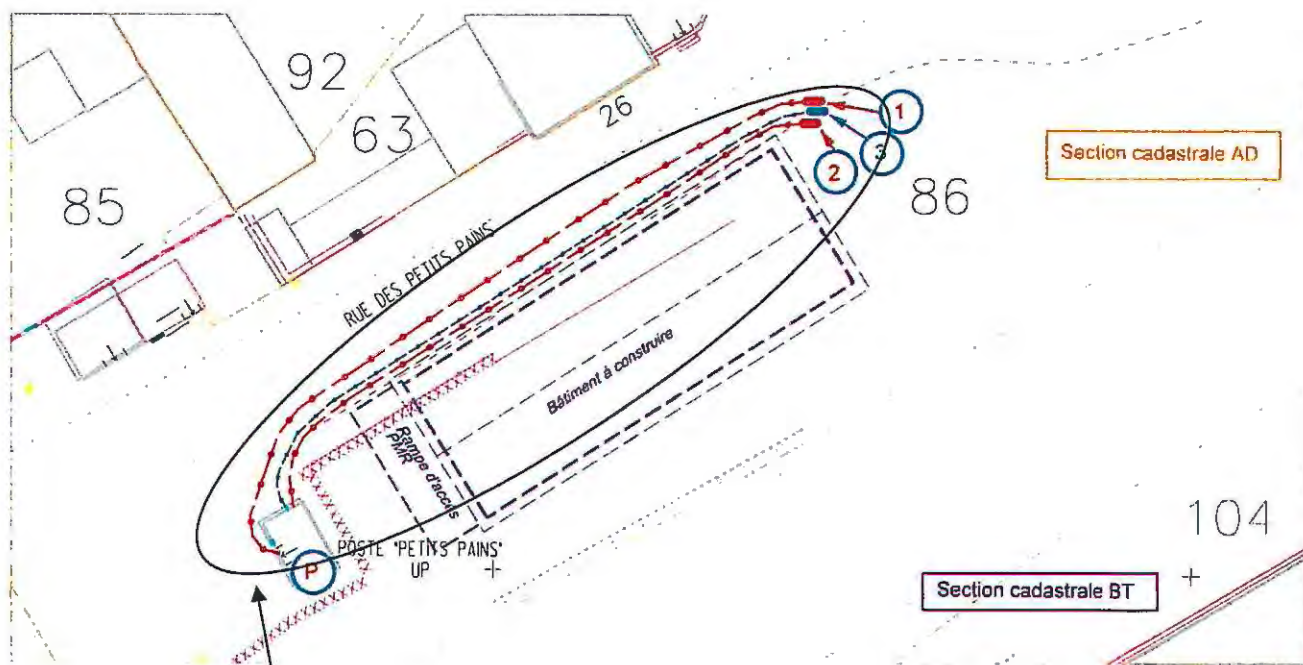 92
63
26
85
1
3
2
86
Section cadastrale AD
RUE DES PETITS PAINS
Bâtiment à construire
Rampe d'accès
PMR
104
P
POSTE "PETITS PAINS"
UP
Section cadastrale BT